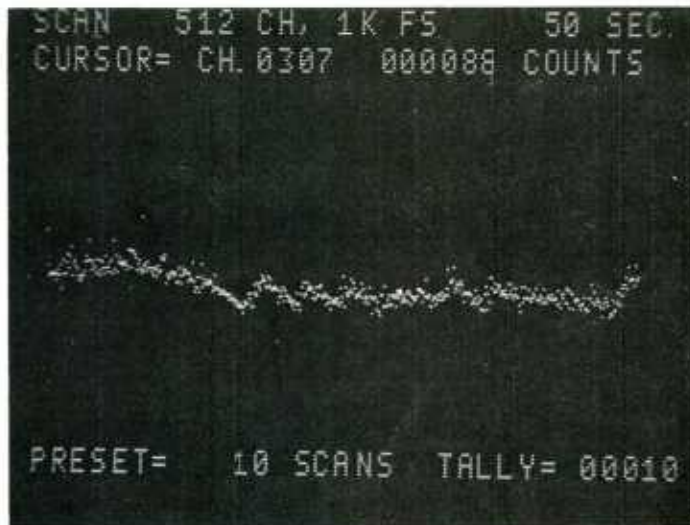 SCAN 512 CH, 1K FS 50 SEC.
CURSOR= CH. 0307 000088 COUNTS
PRESET= 10 SCANS TALLY= 00010